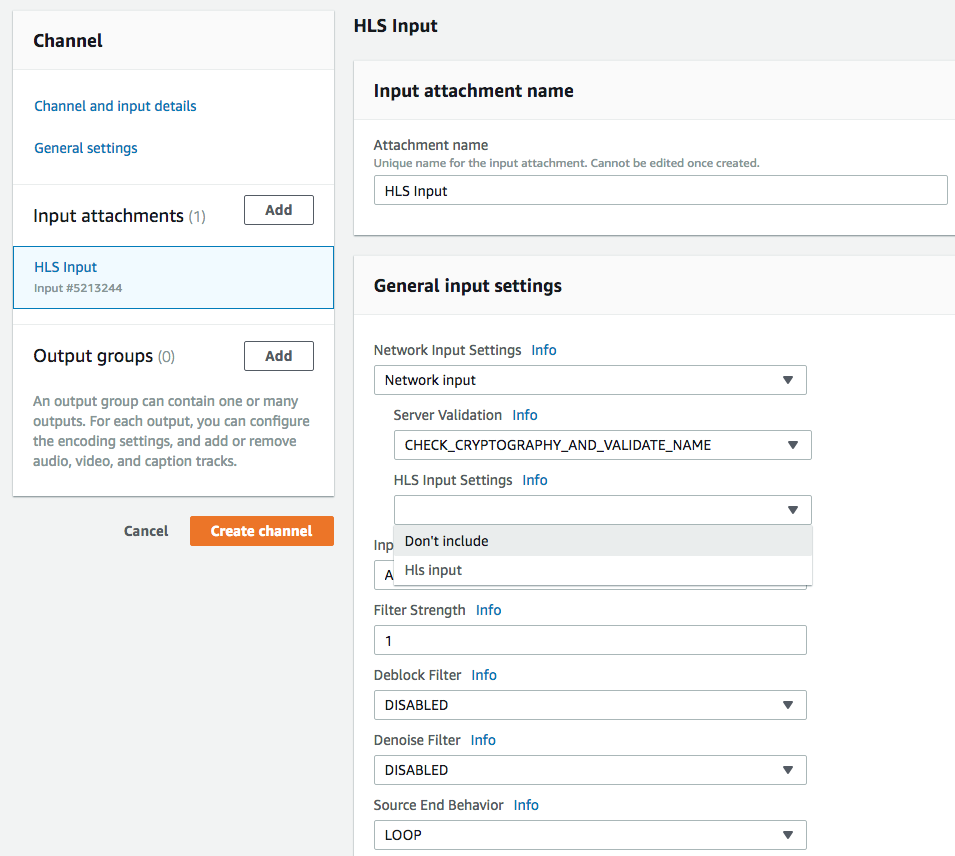 Channel
Channel and input details
General settings
Input attachments (1)
Add
HLS Input
Input #5213244
Output groups (0)
Add
An output group can contain one or many
outputs. For each output, you can configure
the encoding settings, and add or remove
audio, video, and caption tracks.
Cancel
Create channel
HLS Input
Input attachment name
Attachment name
Unique name for the input attachment. Cannot be edited once created.
HLS Input
General input settings
Network Input Settings Info
Network input
Server Validation Info
CHECK_CRYPTOGRAPHY_AND_VALIDATE_NAME
HLS Input Settings Info
Don't include
Hls input
Filter Strength Info
1
Deblock Filter Info
DISABLED
Denoise Filter Info
DISABLED
Source End Behavior Info
LOOP